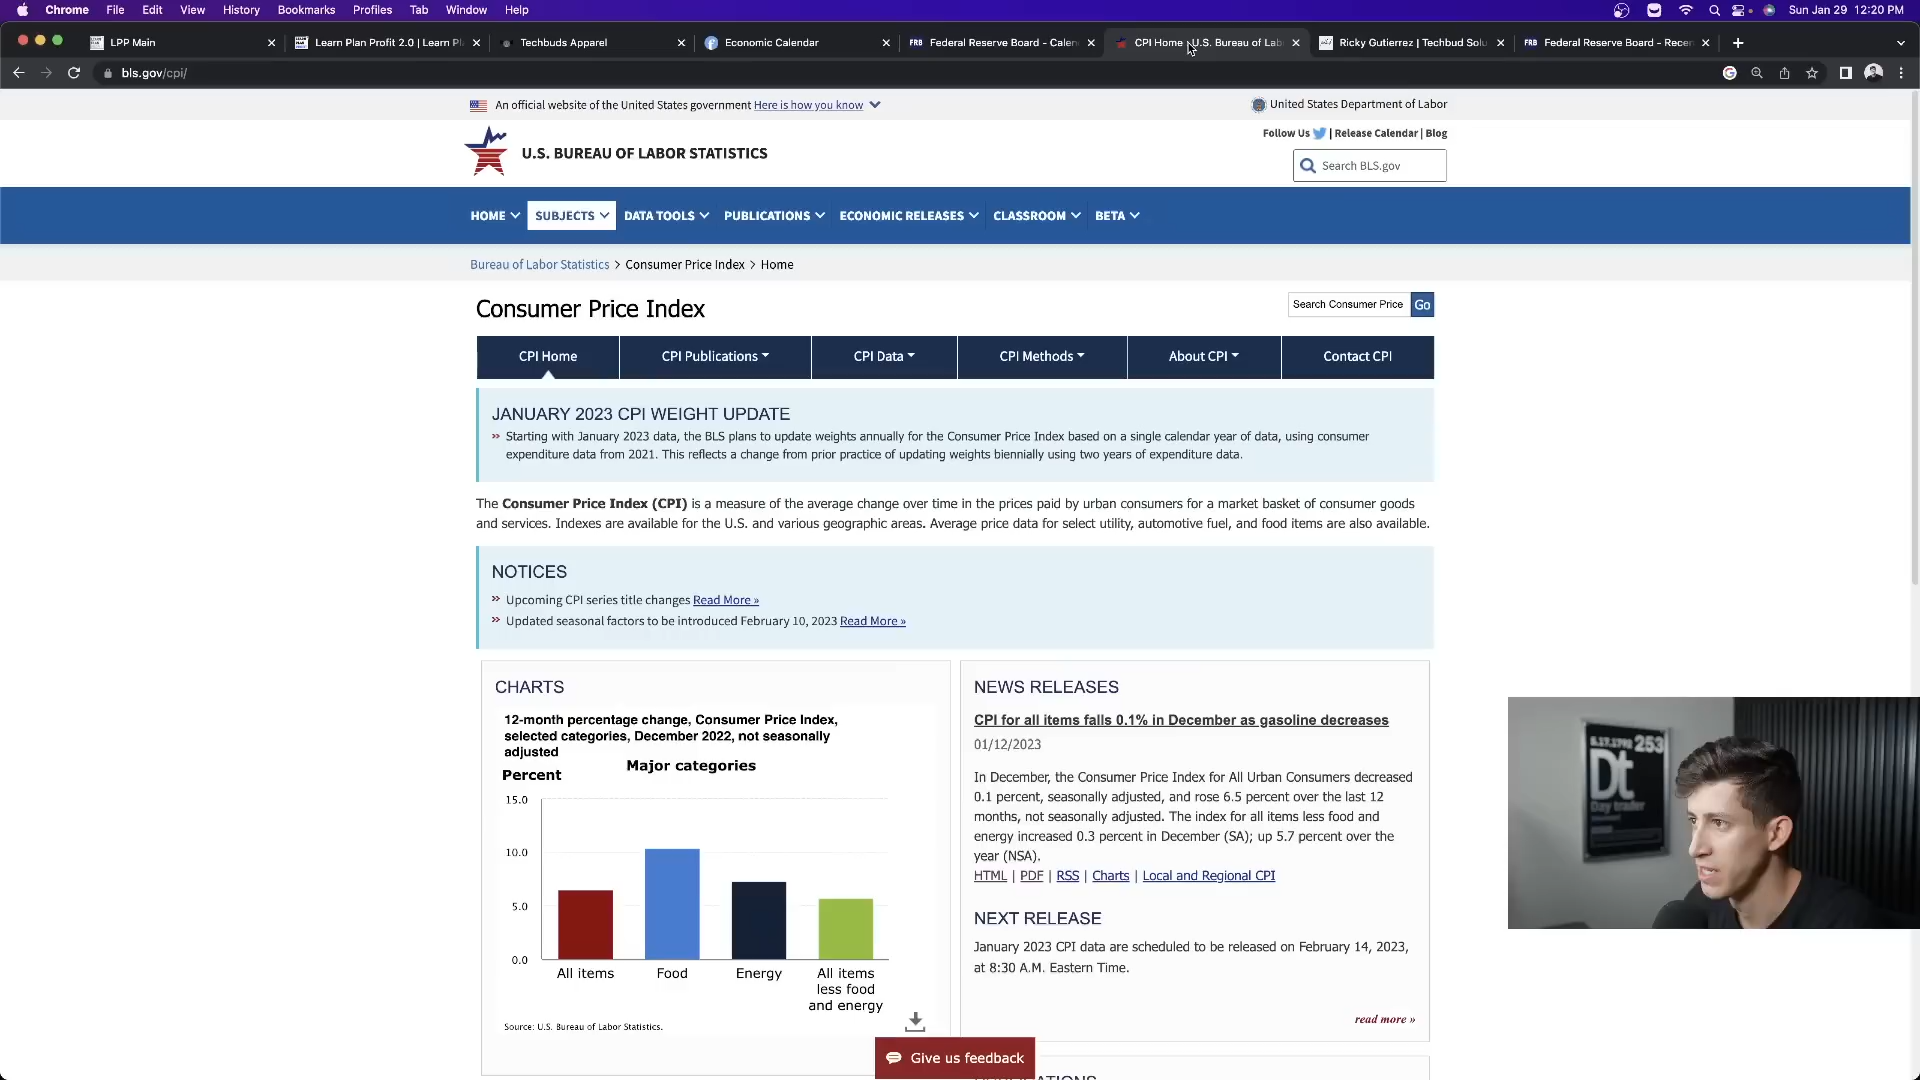 Chrome File Edit View History Bookmarks Profiles Tab Window Help Sun Jan 29 12:20 PM
LPP Main Learn Plan Profit 2.0 | Learn Pl Techbuds Apparel Economic Calendar Federal Reserve Board - Calen CPI Home : U.S. Bureau of Lab Ricky Gutierrez | Techbud Solu Federal Reserve Board - Recen
bls.gov/cpi/
An official website of the United States government Here is how you know
United States Department of Labor
Follow Us | Release Calendar | Blog
U.S. BUREAU OF LABOR STATISTICS
Search BLS.gov
HOME SUBJECTS DATA TOOLS PUBLICATIONS ECONOMIC RELEASES CLASSROOM BETA
Bureau of Labor Statistics > Consumer Price Index > Home
Consumer Price Index
Search Consumer Price Go
CPI Home CPI Publications CPI Data CPI Methods About CPI Contact CPI
JANUARY 2023 CPI WEIGHT UPDATE
» Starting with January 2023 data, the BLS plans to update weights annually for the Consumer Price Index based on a single calendar year of data, using consumer
expenditure data from 2021. This reflects a change from prior practice of updating weights biennially using two years of expenditure data.
The Consumer Price Index (CPI) is a measure of the average change over time in the prices paid by urban consumers for a market basket of consumer goods
and services. Indexes are available for the U.S. and various geographic areas. Average price data for select utility, automotive fuel, and food items are also available.
NOTICES
» Upcoming CPI series title changes Read More »
» Updated seasonal factors to be introduced February 10, 2023 Read More »
CHARTS
12-month percentage change, Consumer Price Index,
selected categories, December 2022, not seasonally
adjusted
Major categories
Percent
15.0
10.0
5.0
0.0
All items Food Energy All items
less food
and energy
Source: U.S. Bureau of Labor Statistics.
NEWS RELEASES
CPI for all items falls 0.1% in December as gasoline decreases
01/12/2023
In December, the Consumer Price Index for All Urban Consumers decreased
0.1 percent, seasonally adjusted, and rose 6.5 percent over the last 12
months, not seasonally adjusted. The index for all items less food and
energy increased 0.3 percent in December (SA); up 5.7 percent over the
year (NSA).
HTML | PDF | RSS | Charts | Local and Regional CPI
NEXT RELEASE
January 2023 CPI data are scheduled to be released on February 14, 2023,
at 8:30 A.M. Eastern Time.
read more »
Give us feedback
5.17.1792 253
Dt
Day trader